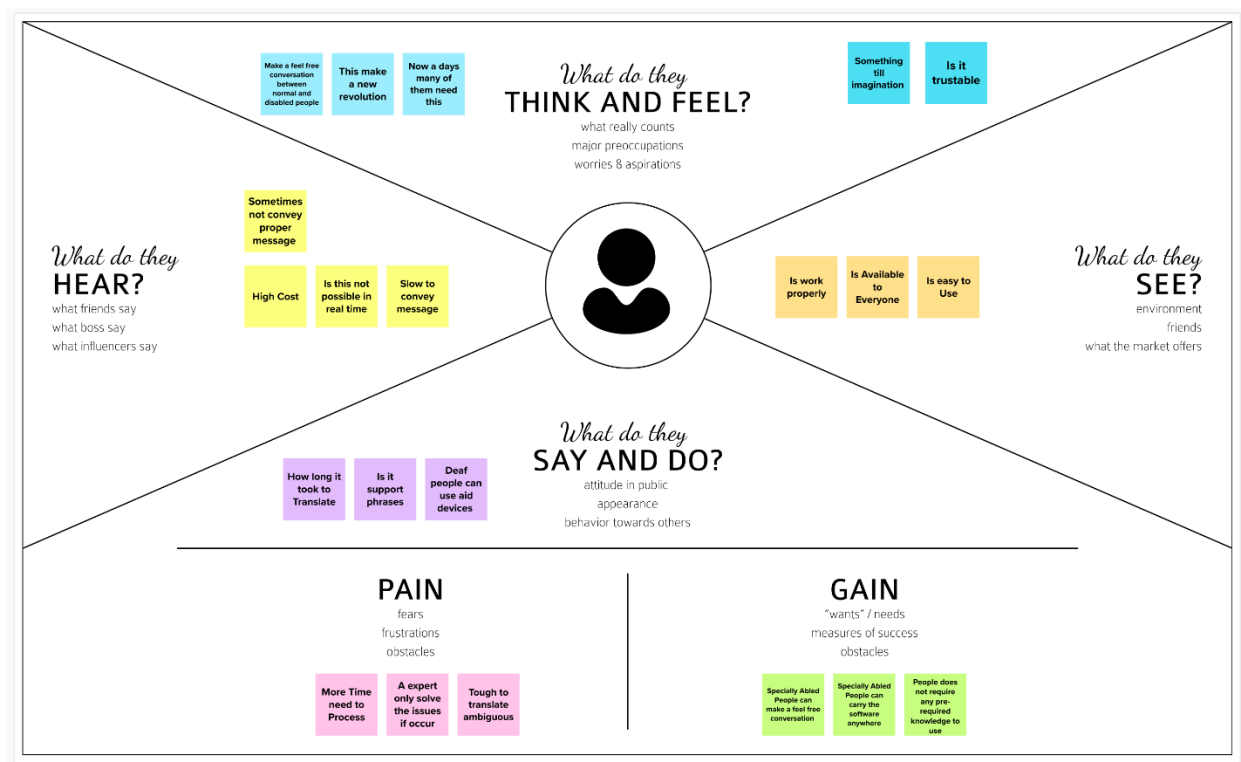 Make a feel free
conversation
between
normal and
disabled people
This make
a new
revolution
Now a days
many of
them need
this
What do they
THINK AND FEEL?
what really counts
major preoccupations
worries & aspirations
Something
till
imagination
Is it
trustable
What do they
HEAR?
what friends say
what boss say
what influencers say
Sometimes
not convey
proper
message
High Cost
Is this not
possible in
real time
Slow to
convey
message
Is work
properly
Is Available
to
Everyone
Is easy to
Use
What do they
SEE?
environment
friends
what the market offers
What do they
SAY AND DO?
attitude in public
appearance
behavior towards others
How long it
took to
Translate
Is it
support
phrases
Deaf
people can
use aid
devices
PAIN
fears
frustrations
obstacles
More Time
need to
Process
A expert
only solve
the issues
if occur
Tough to
translate
ambiguous
GAIN
"wants" / needs
measures of success
obstacles
Specially Abled
People can
make a feel free
conversation
Specially Abled
People can
carry the
software
anywhere
People does
not require
any pre-
required
knowledge to
use